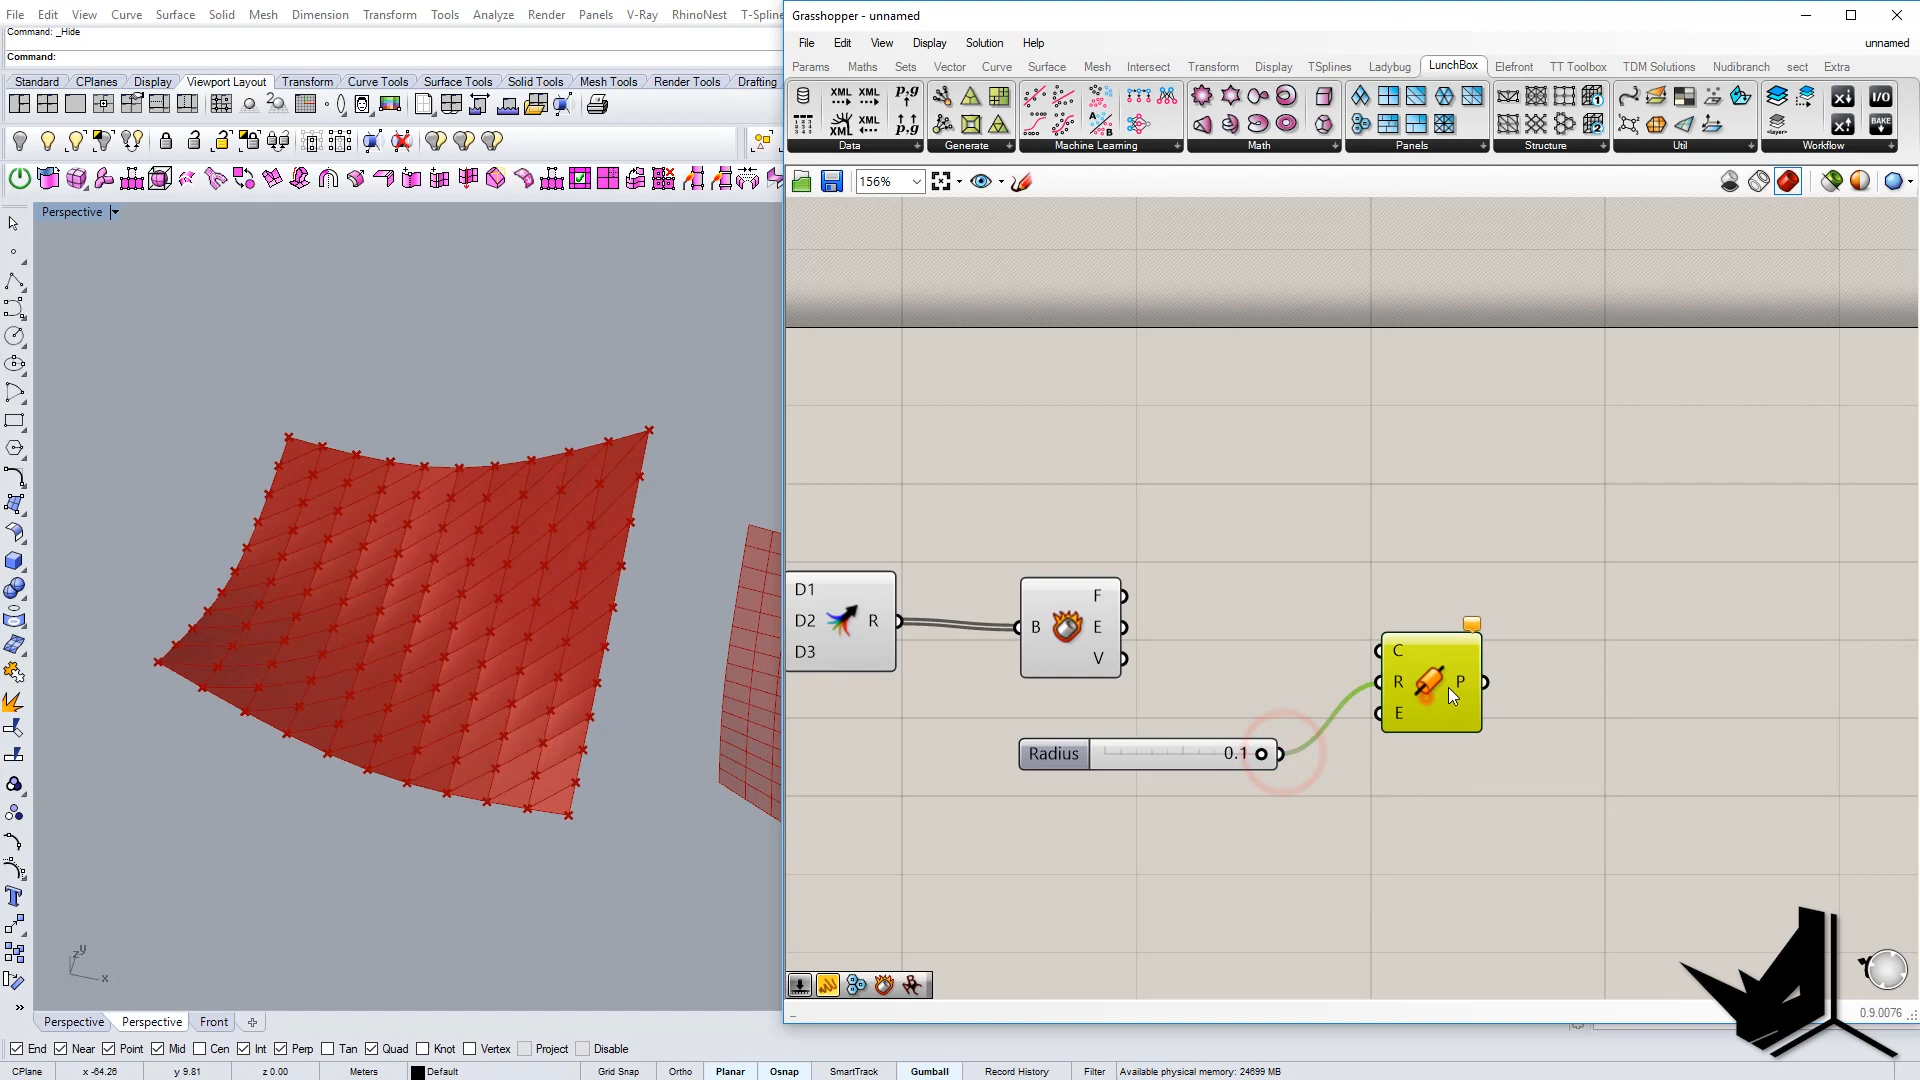 File Edit View Curve Surface Solid Mesh Dimension Transform Tools Analyze Render Panels V-Ray RhinoNest T-Spline
Command: _Hide
Command:
Standard CPlanes Display Viewport Layout Transform Curve Tools Surface Tools Solid Tools Mesh Tools Render Tools Drafting
Perspective
Grasshopper - unnamed
File Edit View Display Solution Help
unnamed
Params Maths Sets Vector Curve Surface Mesh Intersect Transform Display TSplines Ladybug LunchBox Elefront TT Toolbox TDM Solutions Nudibranch sect Extra
XML XML p,g
XML XML p,g
I/O
BAKE
Data Generate Machine Learning Math Panels Structure Util Workflow
156%
D1
D2 R
D3
F
B E
V
C
R P
E
Radius 0.1
z y
x
0.9.0076
Perspective Perspective Front
End Near Point Mid Cen Int Perp Tan Quad Knot Vertex Project Disable
CPlane x -64.26 y 9.81 z 0.00 Meters Default Grid Snap Ortho Planar Osnap SmartTrack Gumball Record History Filter Available physical memory: 24699 MB